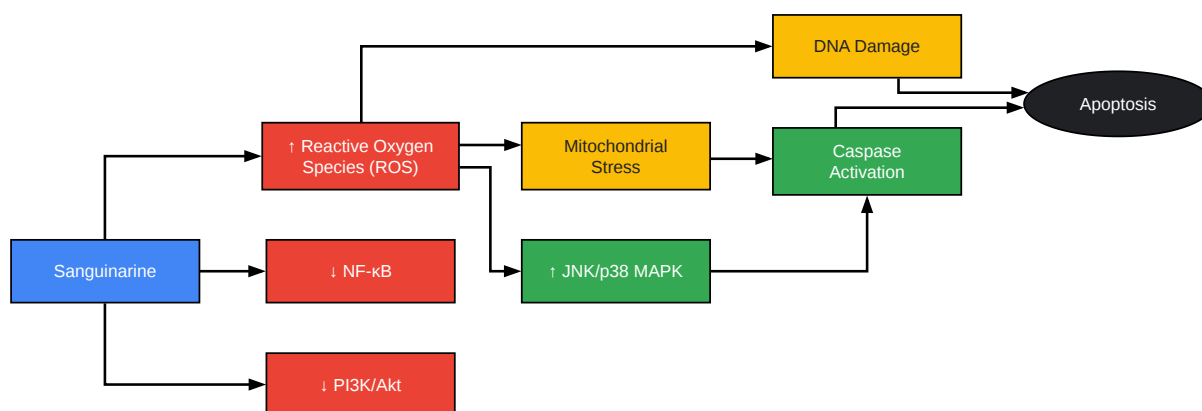 DNA Damage
Apoptosis
↑ Reactive Oxygen
Species (ROS)
Mitochondrial
Stress
Caspase
Activation
Sanguinarine
↓ NF-κB
↑ JNK/p38 MAPK
↓ PI3K/Akt